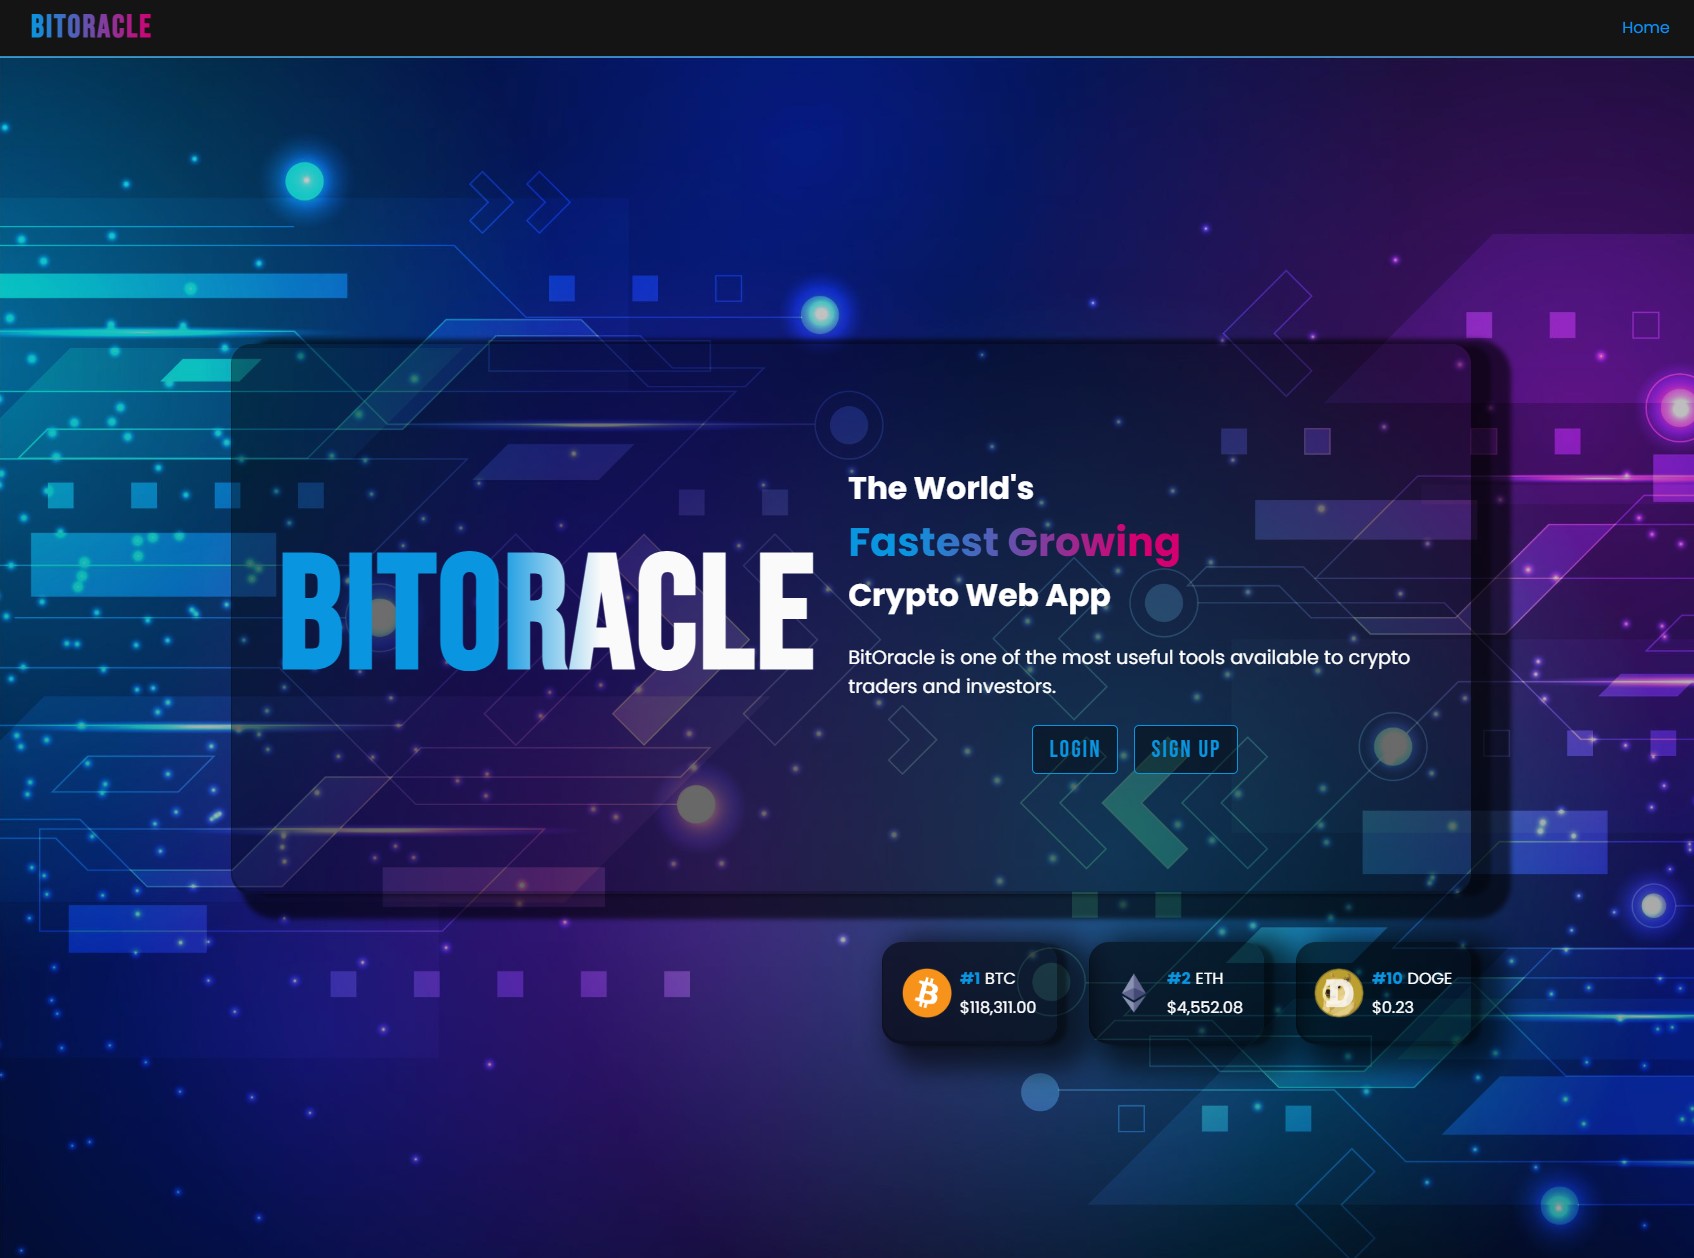 BITORACLE
Home
BITORACLE
The World's
Fastest Growing
Crypto Web App
BitOracle is one of the most useful tools available to crypto
traders and investors.
LOGIN
SIGN UP
#1 BTC
$118,311.00
#2 ETH
$4,552.08
#10 DOGE
$0.23